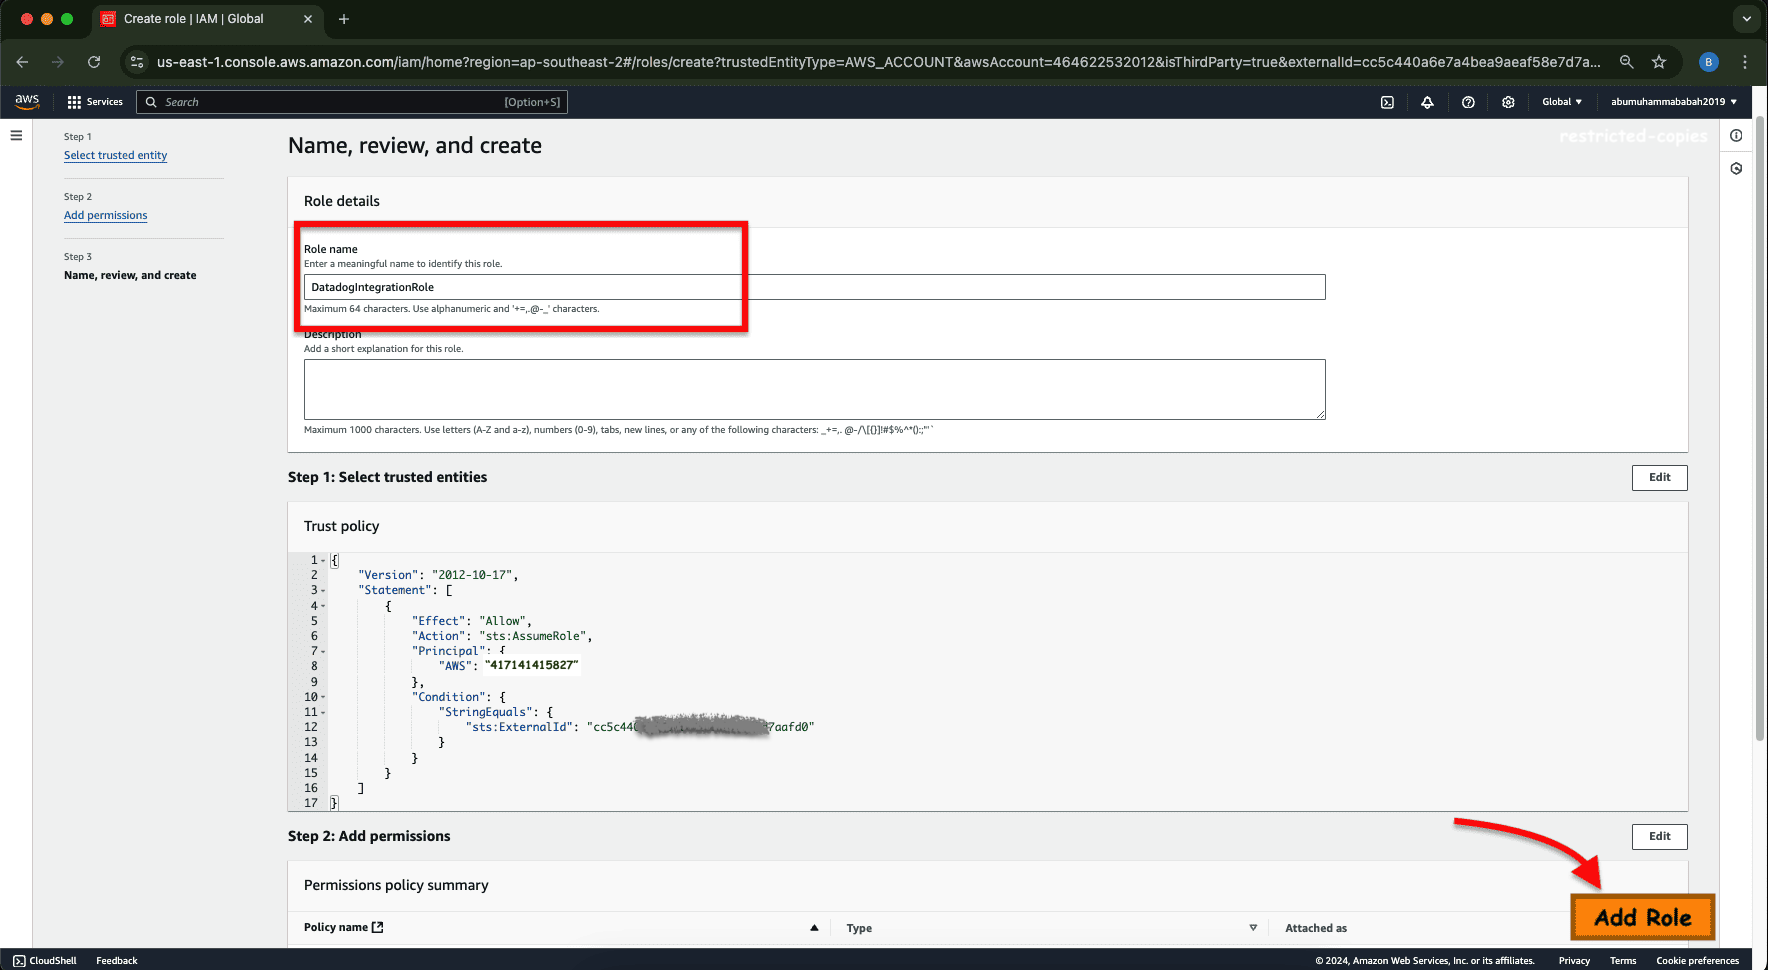 Create role | IAM | Global
us-east-1.console.aws.amazon.com/iam/home?region=ap-southeast-2#/roles/create?trustedEntityType=AWS_ACCOUNT&awsAccount=464622532012&isThirdParty=true&externalId=cc5c440a6e7a4bea9aeaf58e7d7a...
B
aws
Services
Search
[Option+S]
Global
abumuhammababah2019
restricted-copies
Step 1
Select trusted entity
Step 2
Add permissions
Step 3
Name, review, and create
Name, review, and create
Role details
Role name
Enter a meaningful name to identify this role.
DatadogIntegrationRole
Maximum 64 characters. Use alphanumeric and '+=,.@-_' characters.
Description
Add a short explanation for this role.
Maximum 1000 characters. Use letters (A-Z and a-z), numbers (0-9), tabs, new lines, or any of the following characters: _+=,. @-/\[{}]!#$%^*();:"'`
Step 1: Select trusted entities
Edit
Trust policy
1 {
2 "Version": "2012-10-17",
3 "Statement": [
4 {
5 "Effect": "Allow",
6 "Action": "sts:AssumeRole",
7 "Principal": {
8 "AWS": "417141415827"
9 },
10 "Condition": {
11 "StringEquals": {
12 "sts:ExternalId": "cc5c44 7aafd0"
13 }
14 }
15 }
16 ]
17 }
Step 2: Add permissions
Edit
Permissions policy summary
Policy name
Type
Attached as
Add Role
CloudShell
Feedback
© 2024, Amazon Web Services, Inc. or its affiliates.
Privacy
Terms
Cookie preferences